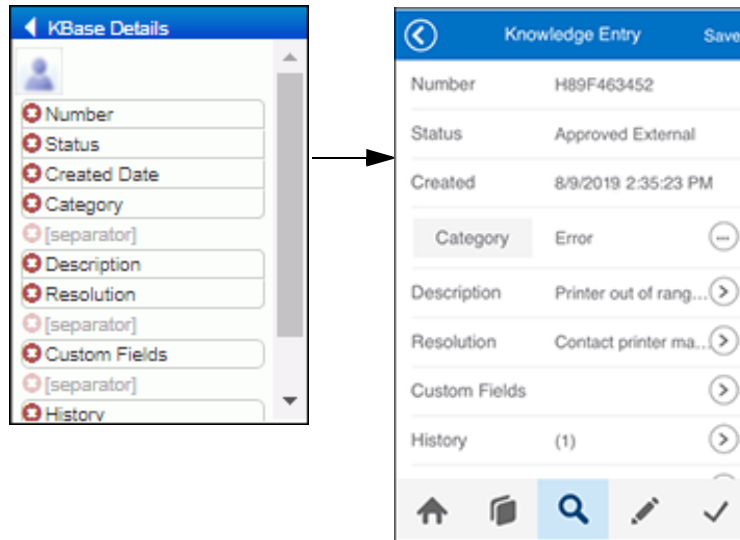 KBase Details
Number
Status
Created Date
Category
[separator]
Description
Resolution
[separator]
Custom Fields
[separator]
History
Knowledge Entry Save
Number H89F463452
Status Approved External
Created 8/9/2019 2:35:23 PM
Category Error
Description Printer out of rang...
Resolution Contact printer ma...
Custom Fields
History (1)